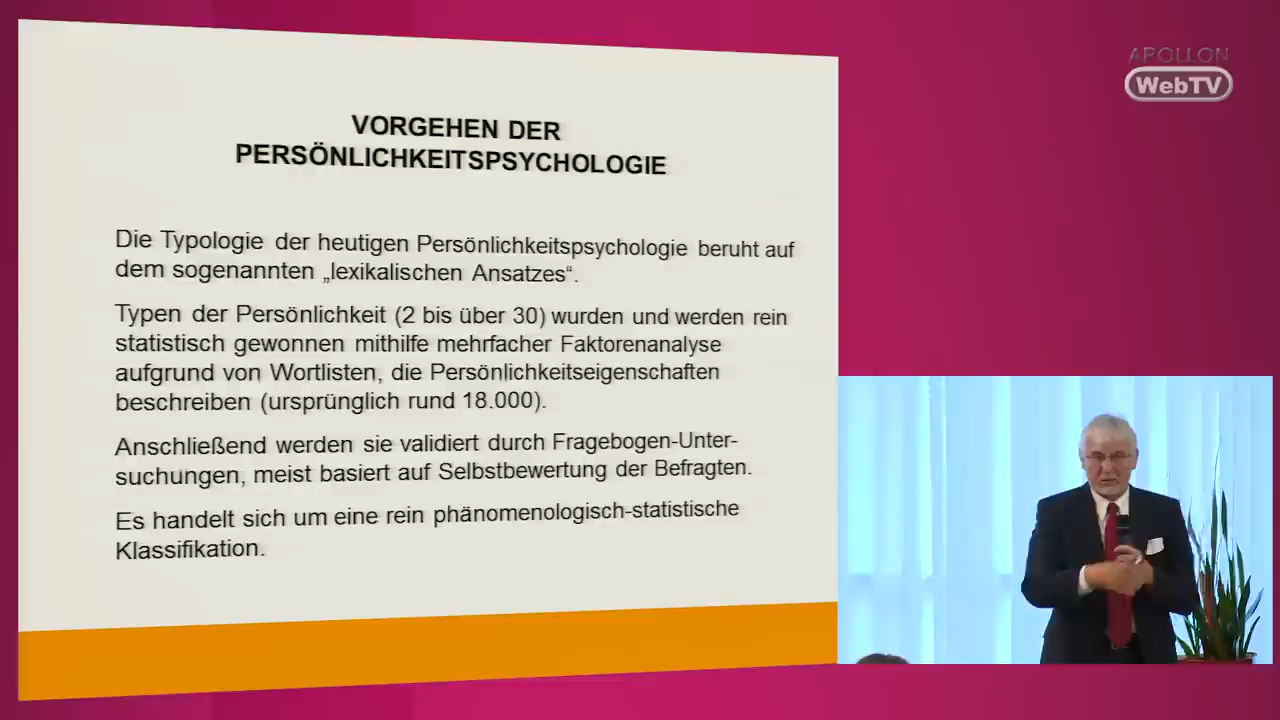 APOLLON
WebTV
VORGEHEN DER
PERSÖNLICHKEITSPSYCHOLOGIE
Die Typologie der heutigen Persönlichkeitspsychologie beruht auf
dem sogenannten „lexikalischen Ansatzes“.
Typen der Persönlichkeit (2 bis über 30) wurden und werden rein
statistisch gewonnen mithilfe mehrfacher Faktorenanalyse
aufgrund von Wortlisten, die Persönlichkeitseigenschaften
beschreiben (ursprünglich rund 18.000).
Anschließend werden sie validiert durch Fragebogen-Unter-
suchungen, meist basiert auf Selbstbewertung der Befragten.
Es handelt sich um eine rein phänomenologisch-statistische
Klassifikation.